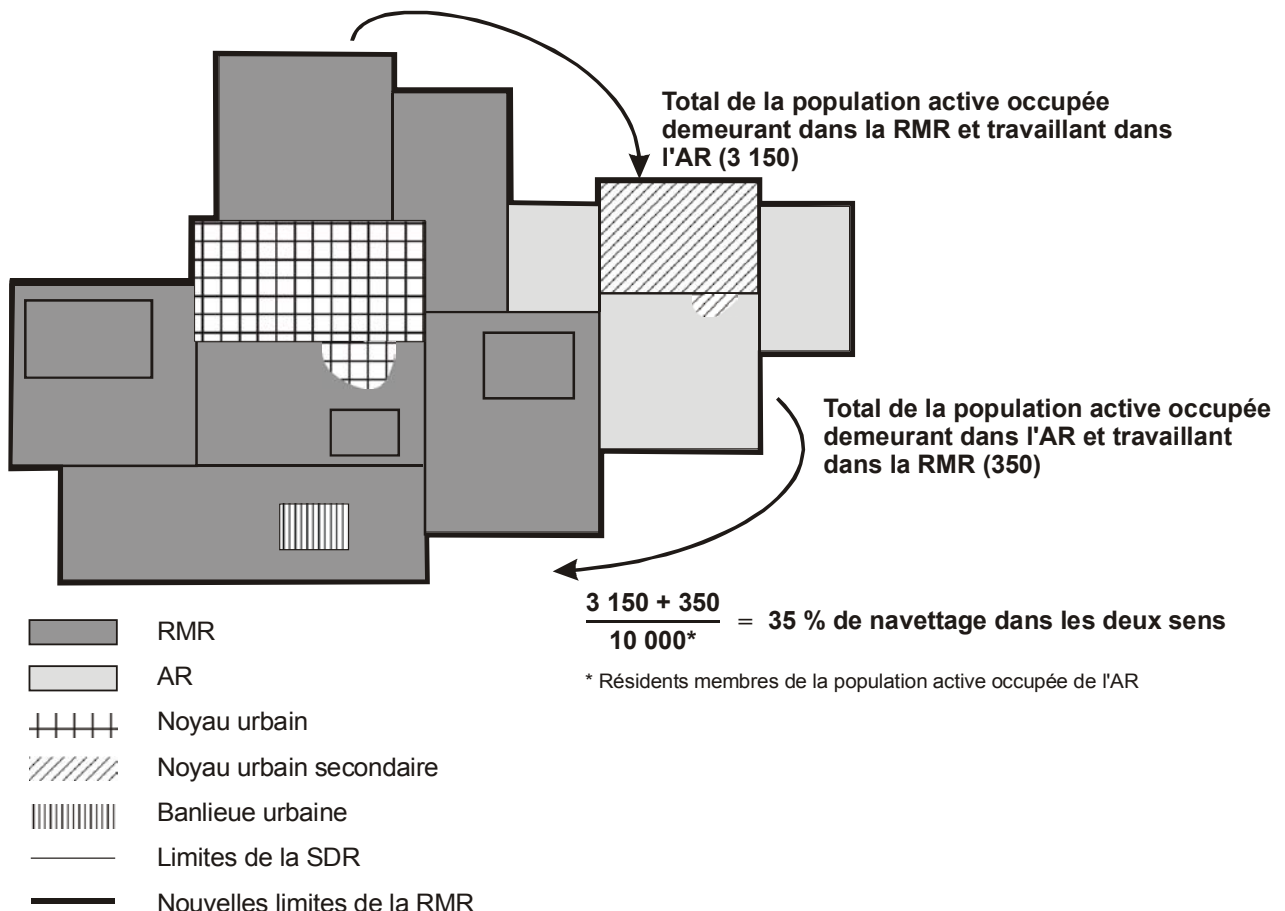 Total de la population active occupée
demeurant dans la RMR et travaillant dans
l'AR (3 150)
Total de la population active occupée
demeurant dans l'AR et travaillant
dans la RMR (350)
3 150 + 350
10 000*
= 35 % de navettage dans les deux sens
* Résidents membres de la population active occupée de l'AR
RMR
AR
Noyau urbain
Noyau urbain secondaire
Banlieue urbaine
Limites de la SDR
Nouvelles limites de la RMR